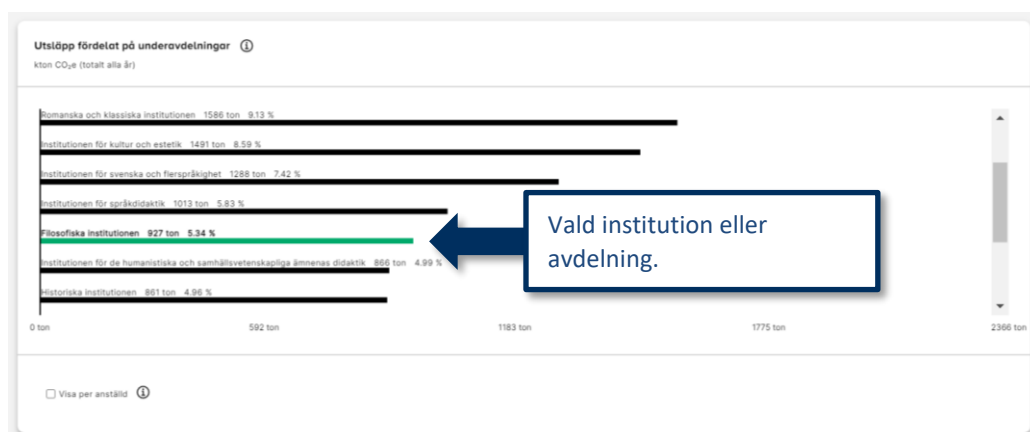 Utsläpp fördelat på underavdelningar
kton CO₂e (totalt alla år)
Romanska och klassiska institutionen 1586 ton 9.13 %
Institutionen för kultur och estetik 1491 ton 8.59 %
Institutionen för svenska och flerspråkighet 1288 ton 7.42 %
Institutionen för språkdidaktik 1013 ton 5.83 %
Filosofiska institutionen 927 ton 5.34 %
Institutionen för de humanistiska och samhällsvetenskapliga ämnenas didaktik 866 ton 4.99 %
Historiska institutionen 861 ton 4.96 %
Vald institution eller
avdelning.
0 ton 592 ton 1183 ton 1775 ton 2366 ton
Visa per anställd